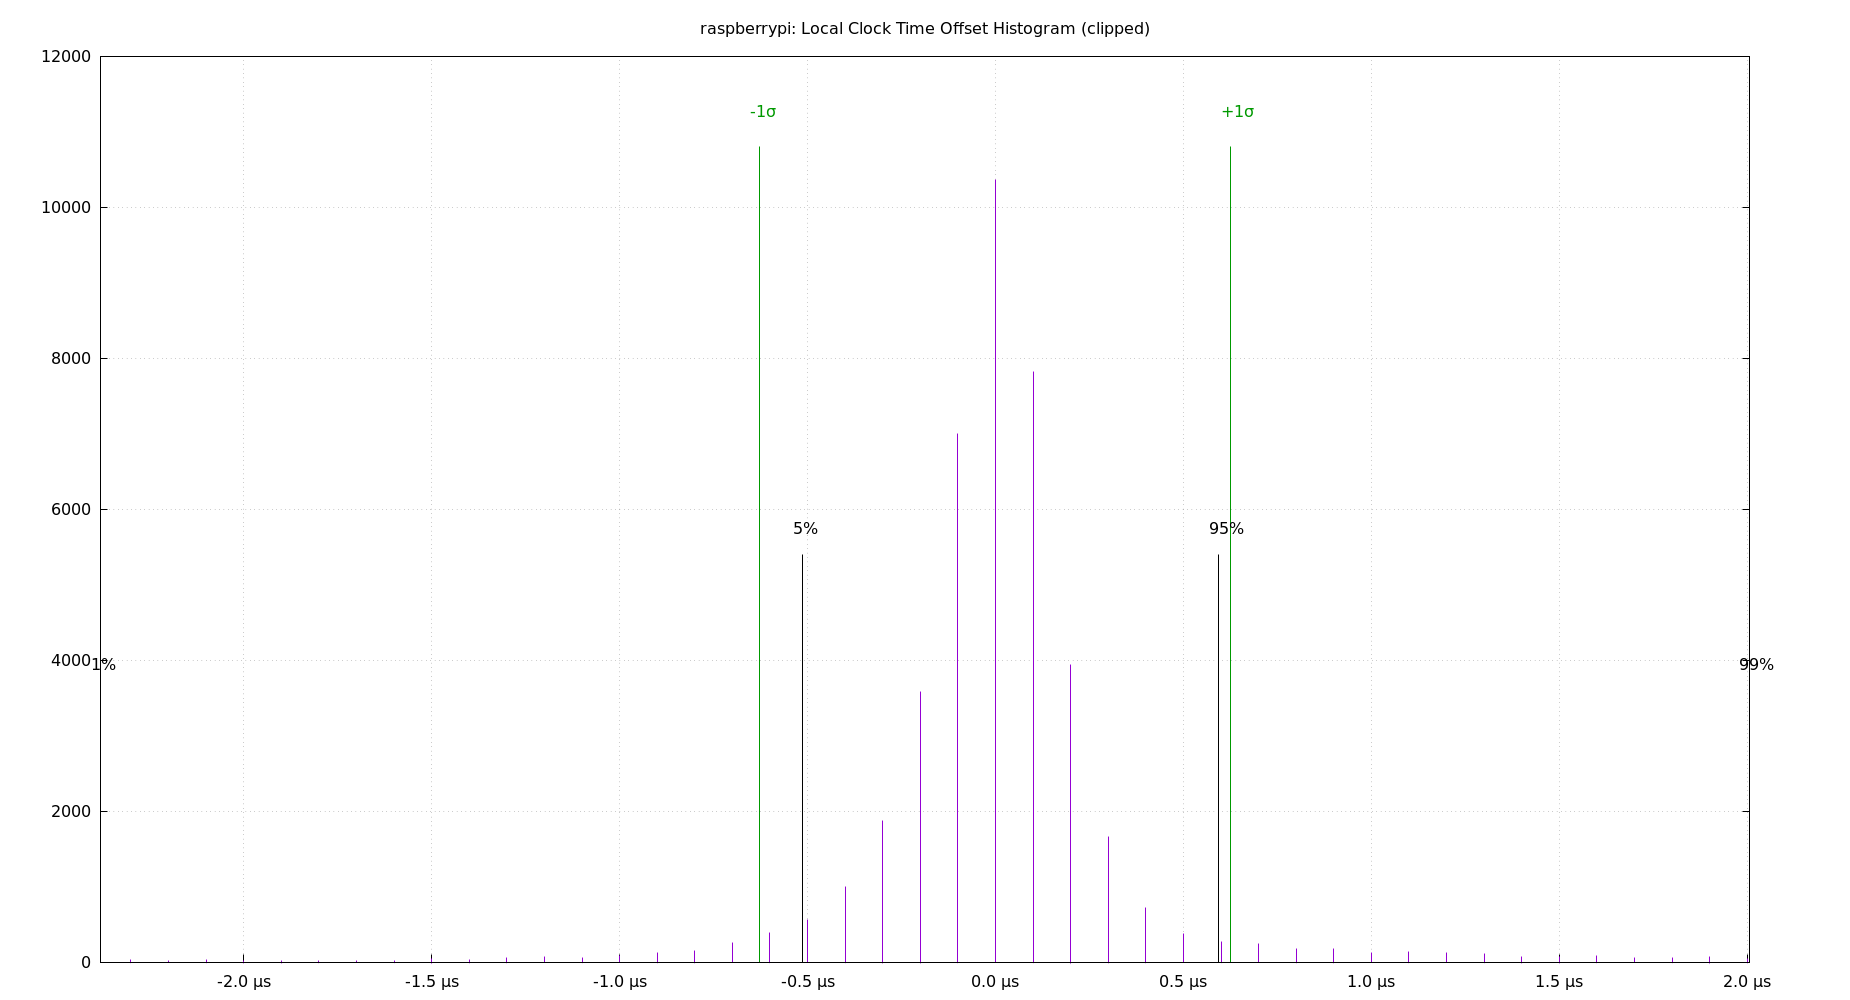 raspberrypi: Local Clock Time Offset Histogram (clipped)
12000
-1σ
+1σ
10000
8000
6000
5%
95%
4000
1%
99%
2000
0
-2.0 µs
-1.5 µs
-1.0 µs
-0.5 µs
0.0 µs
0.5 µs
1.0 µs
1.5 µs
2.0 µs